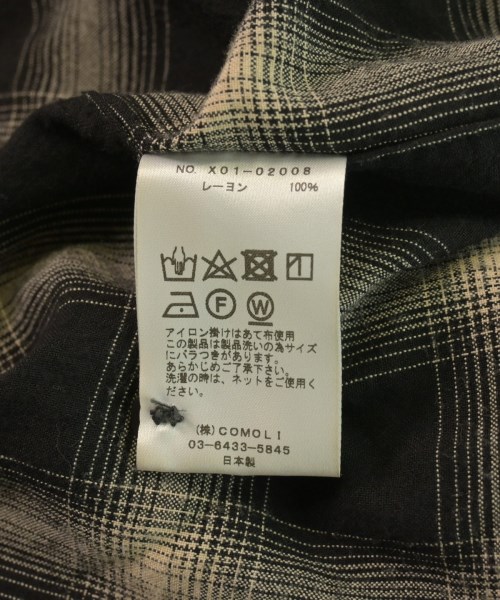 NO. X01-02008
レーヨン 100%
F W
アイロン掛けはあて布使用
この製品は製品洗いの為サイズ
にバラつきがあります。
あらかじめご了承下さい。
洗濯の時は、ネットをご使用く
(株)COMOLI
03-6433-5845
日本製